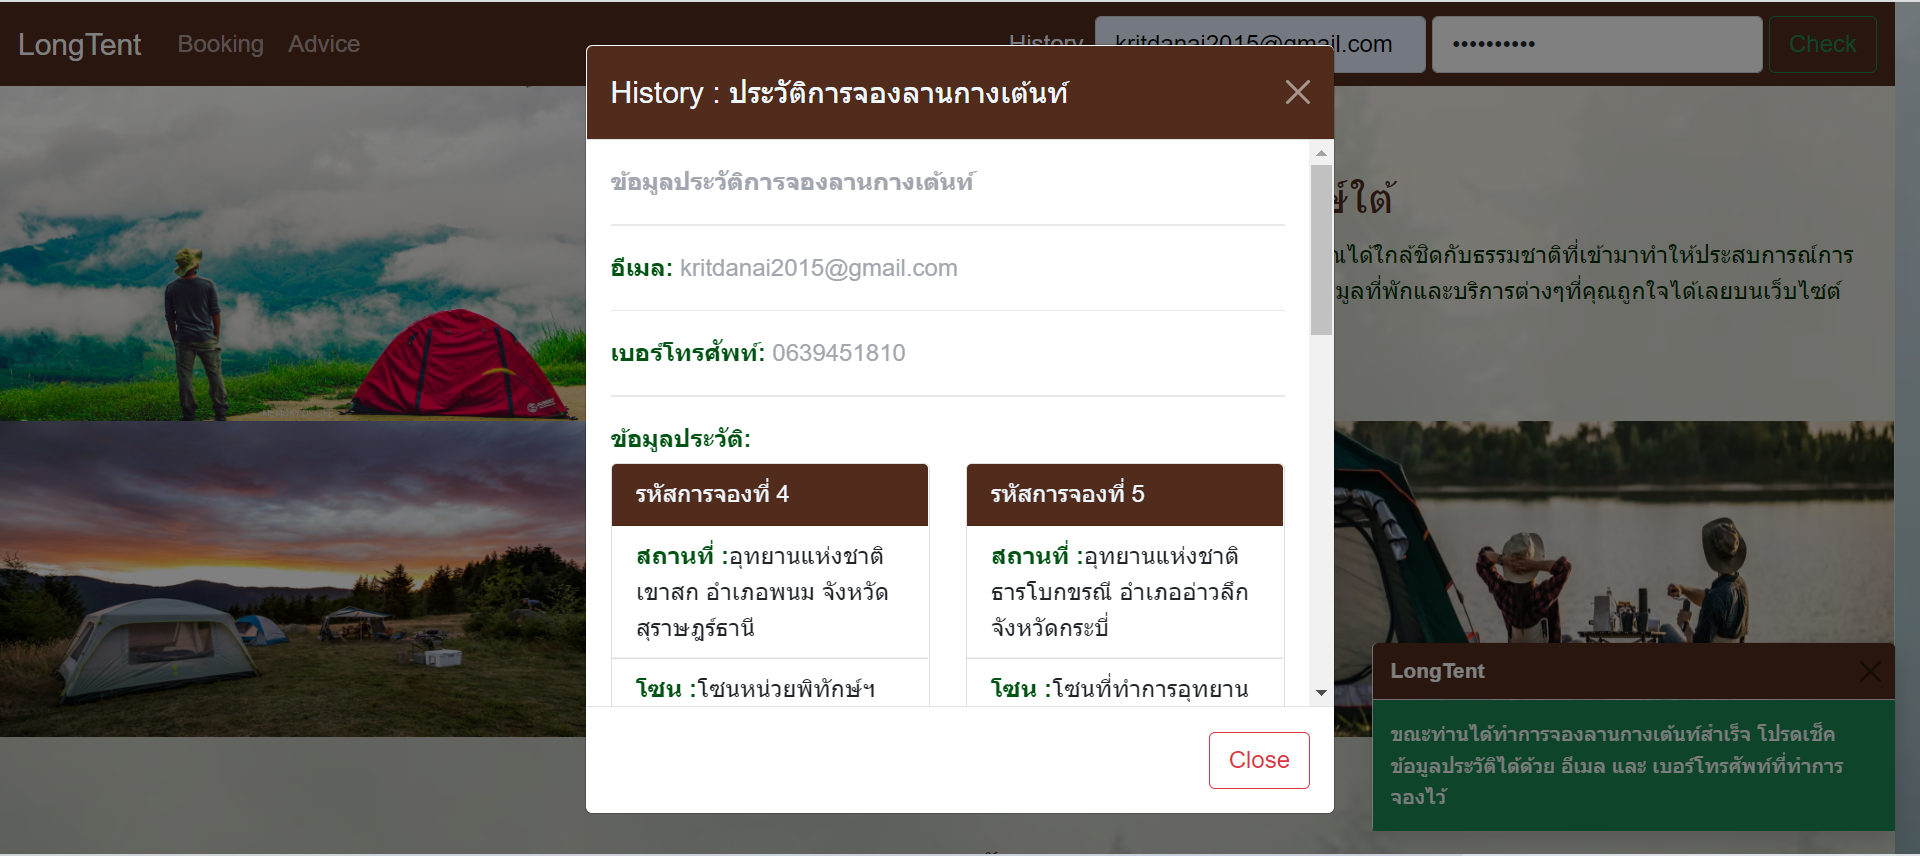 LongTent Booking Advice History kritdanai2015@gmail.com •••••••••• Check
History : ประวัติการจองลานกางเต้นท์
ข้อมูลประวัติการจองลานกางเต้นท์
อีเมล: kritdanai2015@gmail.com
เบอร์โทรศัพท์: 0639451810
ข้อมูลประวัติ:
รหัสการจองที่ 4
สถานที่ :อุทยานแห่งชาติ
เขาสก อำเภอพนม จังหวัด
สุราษฎร์ธานี
โซน :โซนหน่วยพิทักษ์ฯ
รหัสการจองที่ 5
สถานที่ :อุทยานแห่งชาติ
ธารโบกขรณี อำเภออ่าวลึก
จังหวัดกระบี่
โซน :โซนที่ทำการอุทยาน
Close
ใต้
ได้ใกล้ชิดกับธรรมชาติที่เข้ามาทำให้ประสบการณ์การ
มูลที่พักและบริการต่างๆที่คุณถูกใจได้เลยบนเว็บไซต์
LongTent
ขณะท่านได้ทำการจองลานกางเต้นท์สำเร็จ โปรดเช็ค
ข้อมูลประวัติได้ด้วย อีเมล และ เบอร์โทรศัพท์ที่ทำการ
จองไว้